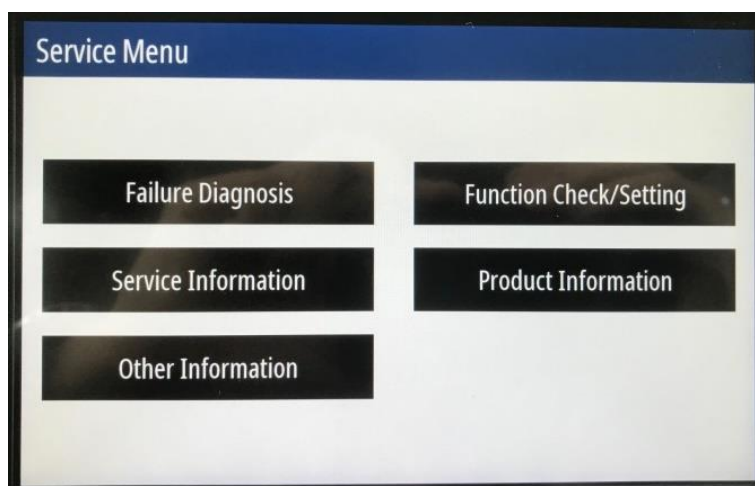 Service Menu
Failure Diagnosis
Function Check/Setting
Service Information
Product Information
Other Information